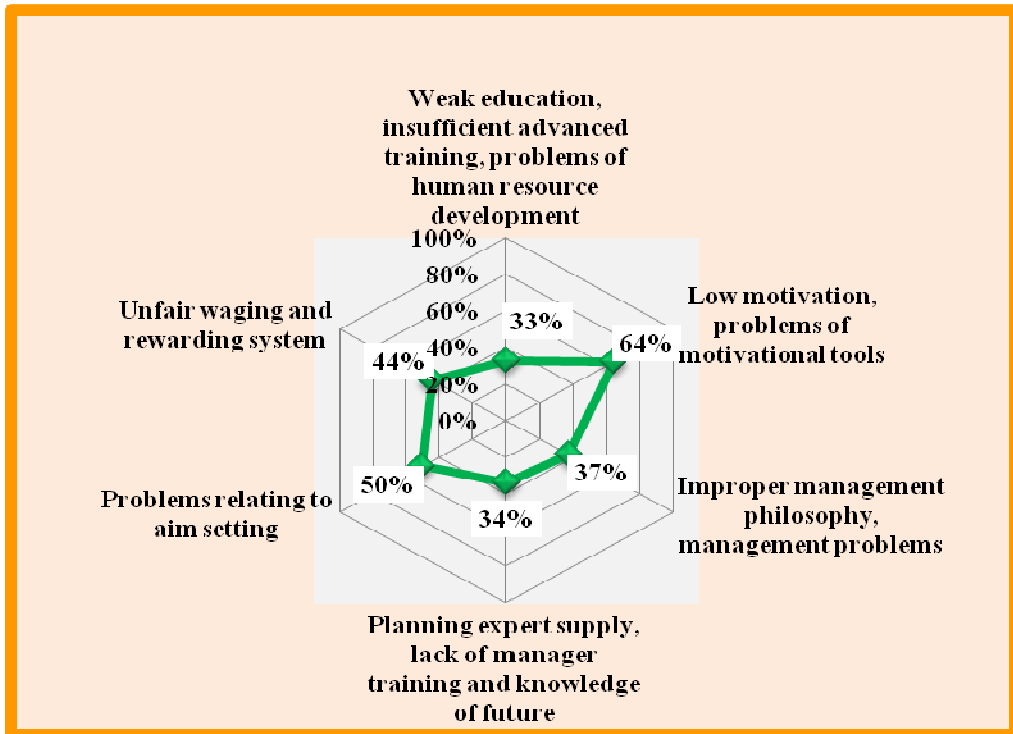 Weak education,
insufficient advanced
training, problems of
human resource
development
100%
80%
60%
40%
20%
0%
33%
64%
37%
34%
50%
44%
Low motivation,
problems of
motivational tools
Improper management
philosophy,
management problems
Planning expert supply,
lack of manager
training and knowledge
of future
Problems relating to
aim setting
Unfair waging and
rewarding system